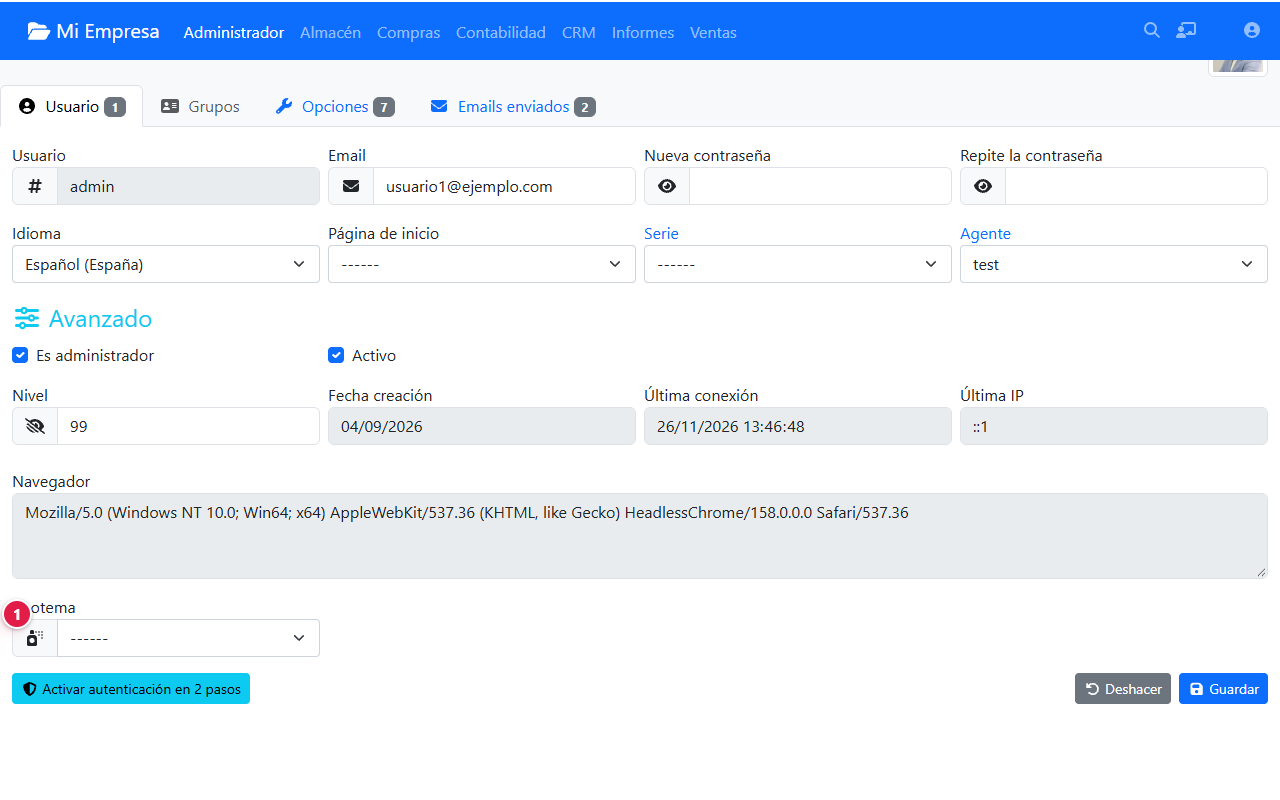 Mi Empresa Administrador Almacén Compras Contabilidad CRM Informes Ventas
Usuario 1 Grupos Opciones 7 Emails enviados 2
Usuario Email Nueva contraseña Repite la contraseña
admin usuario1@ejemplo.com
Idioma Página de inicio Serie Agente
Español (España) ------ ------ test
Avanzado
Es administrador Activo
Nivel Fecha creación Última conexión Última IP
99 04/09/2026 26/11/2026 13:46:48 ::1
Navegador
Mozilla/5.0 (Windows NT 10.0; Win64; x64) AppleWebKit/537.36 (KHTML, like Gecko) HeadlessChrome/158.0.0.0 Safari/537.36
1
------
Activar autenticación en 2 pasos Deshacer Guardar